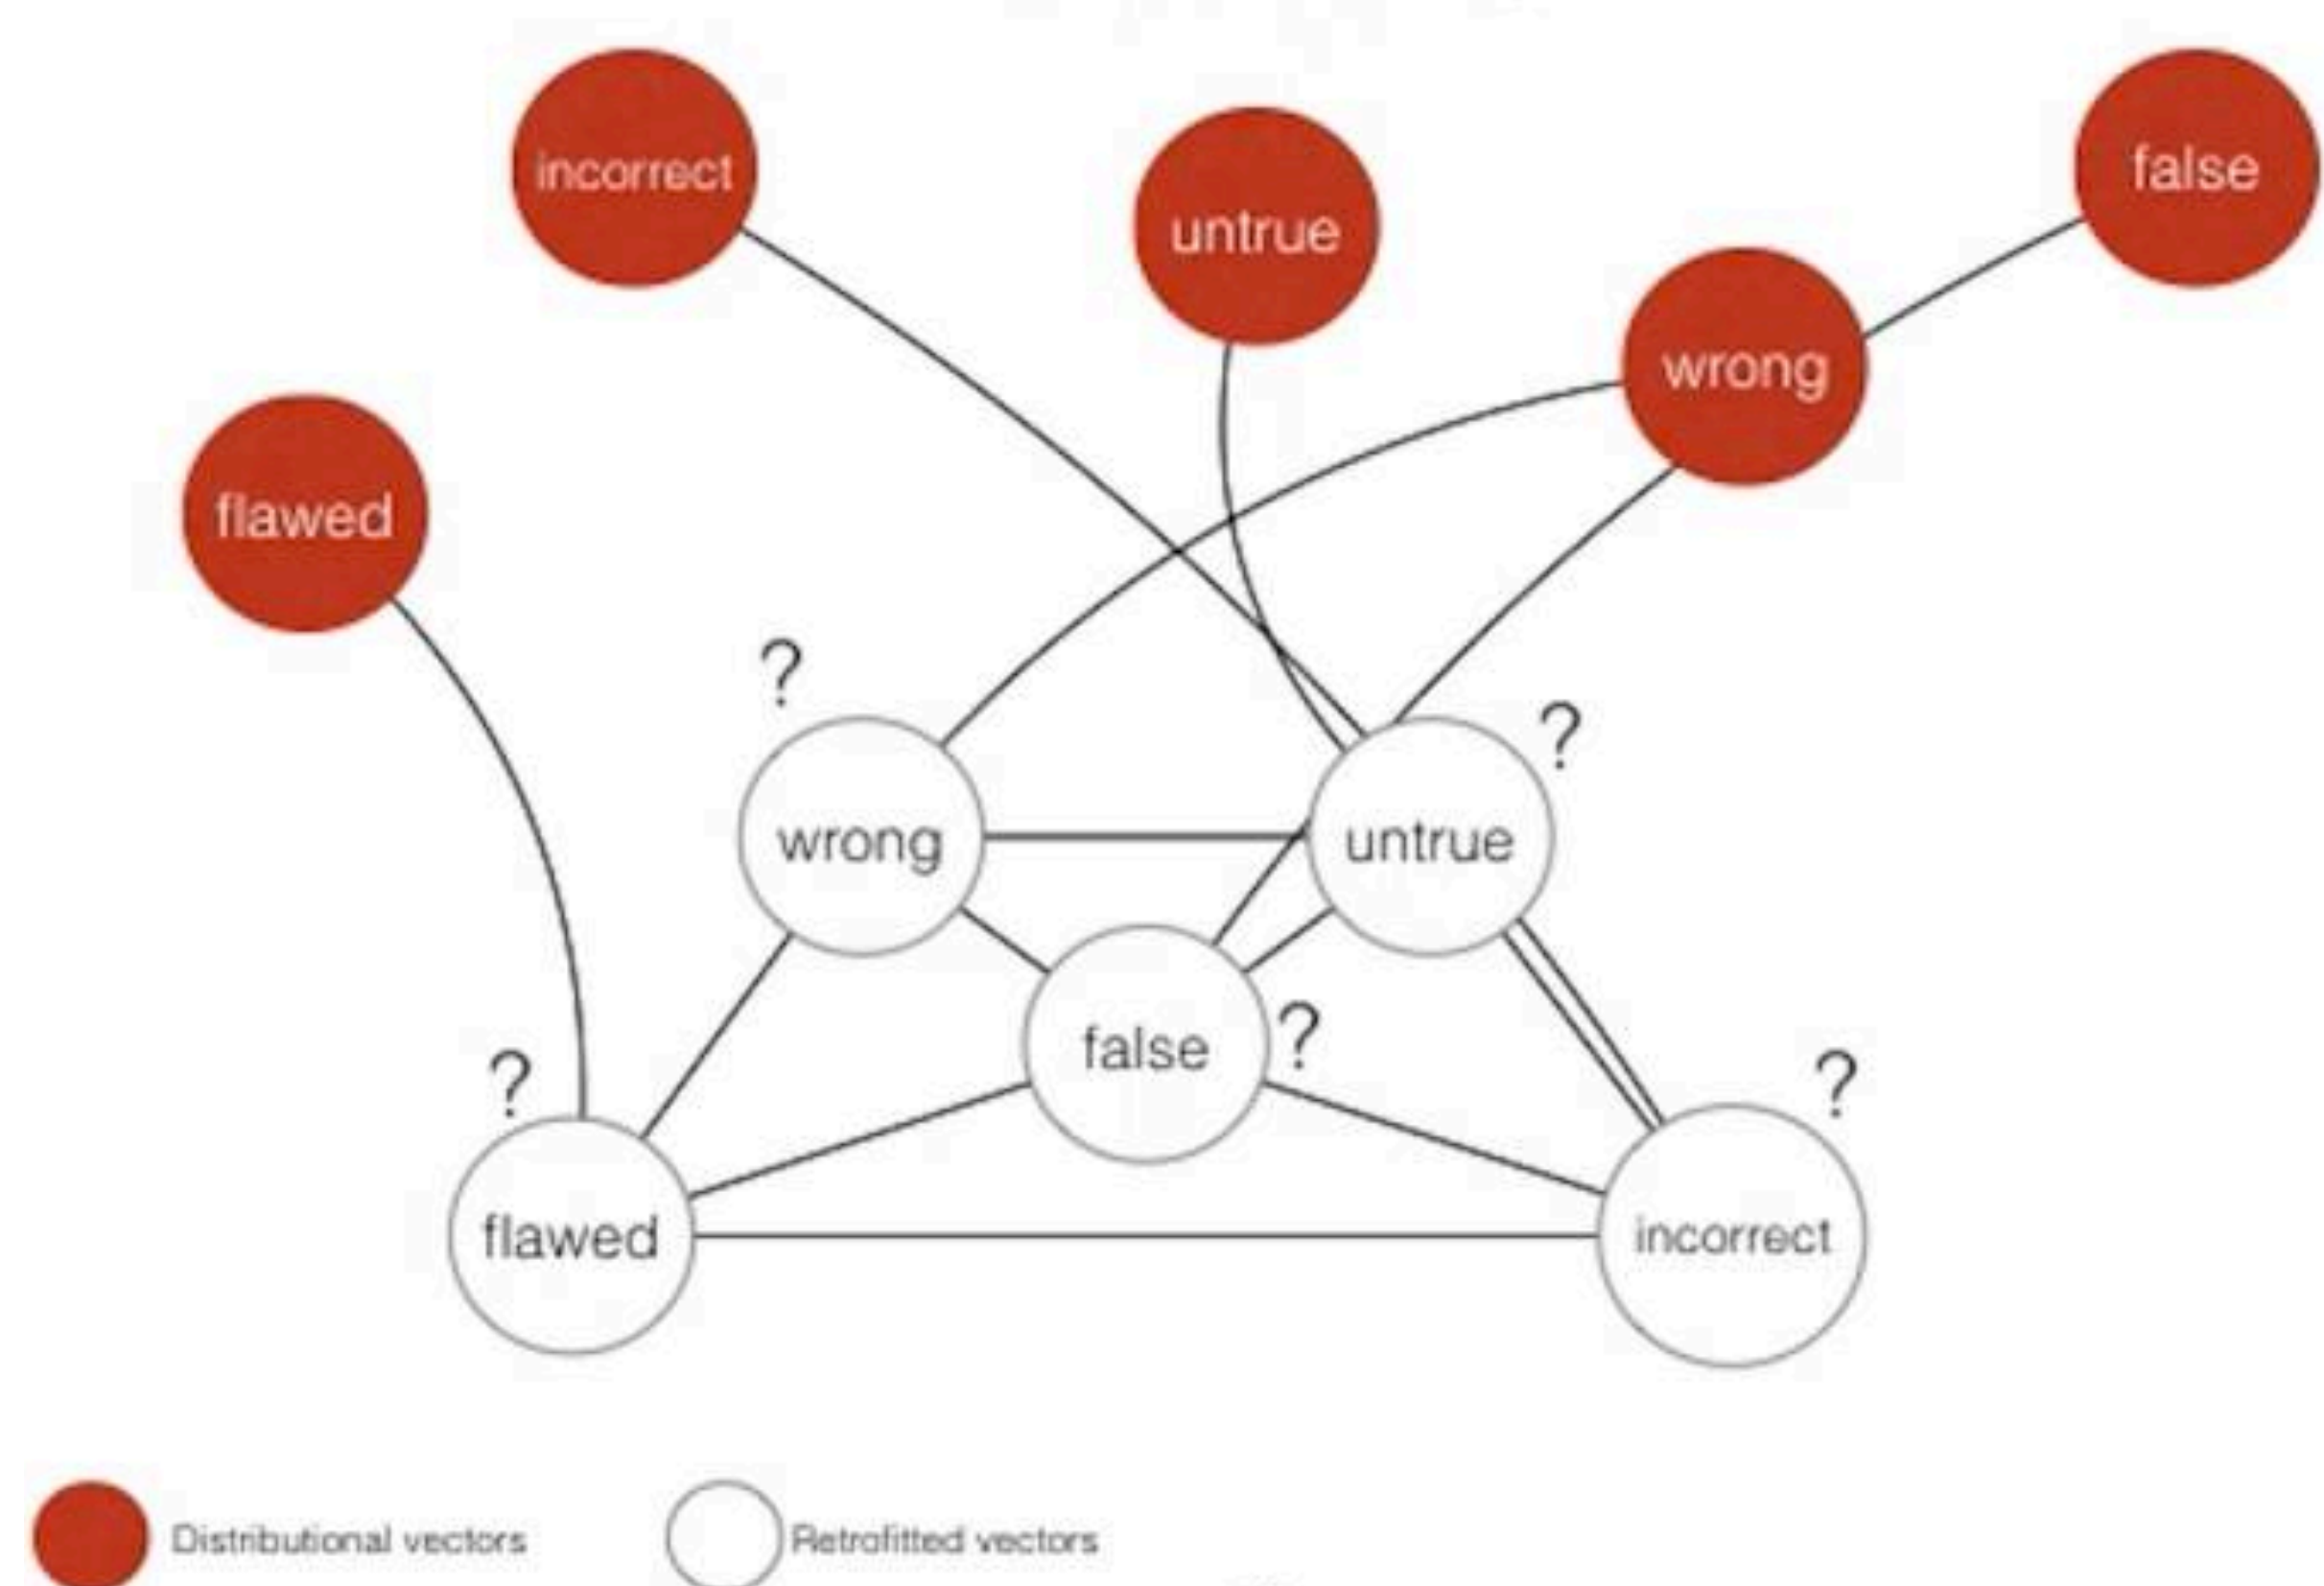 incorrect
untrue
false
wrong
flawed
?
?
wrong
untrue
false
?
?
?
flawed
incorrect
Distributional vectors
Retrofitted vectors